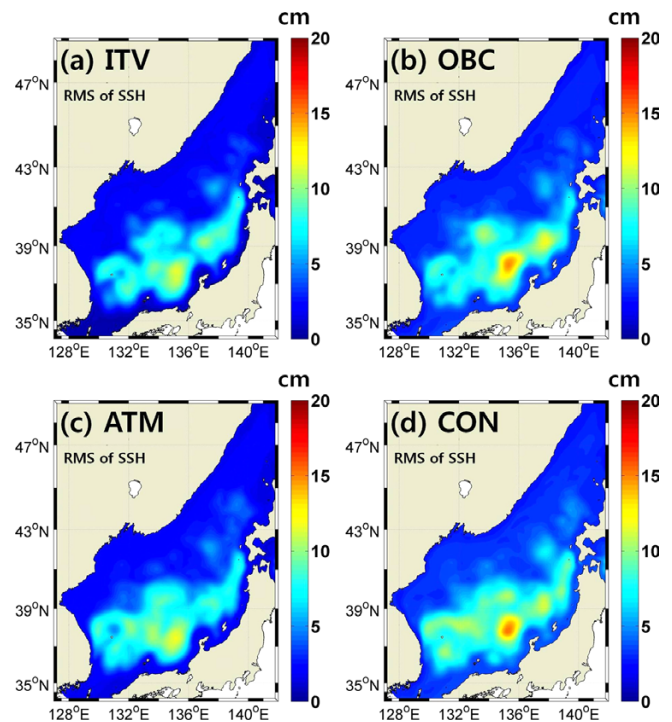 cm cm
(a) ITV 20 (b) OBC 20
47°N 47°N
RMS of SSH 15 RMS of SSH 15
43°N 43°N
10 10
39°N 39°N
5 5
35°N 35°N
0 0
128°E 132°E 136°E 140°E 128°E 132°E 136°E 140°E
cm cm
(c) ATM 20 (d) CON 20
47°N 47°N
RMS of SSH 15 RMS of SSH 15
43°N 43°N
10 10
39°N 39°N
5 5
35°N 35°N
0 0
128°E 132°E 136°E 140°E 128°E 132°E 136°E 140°E